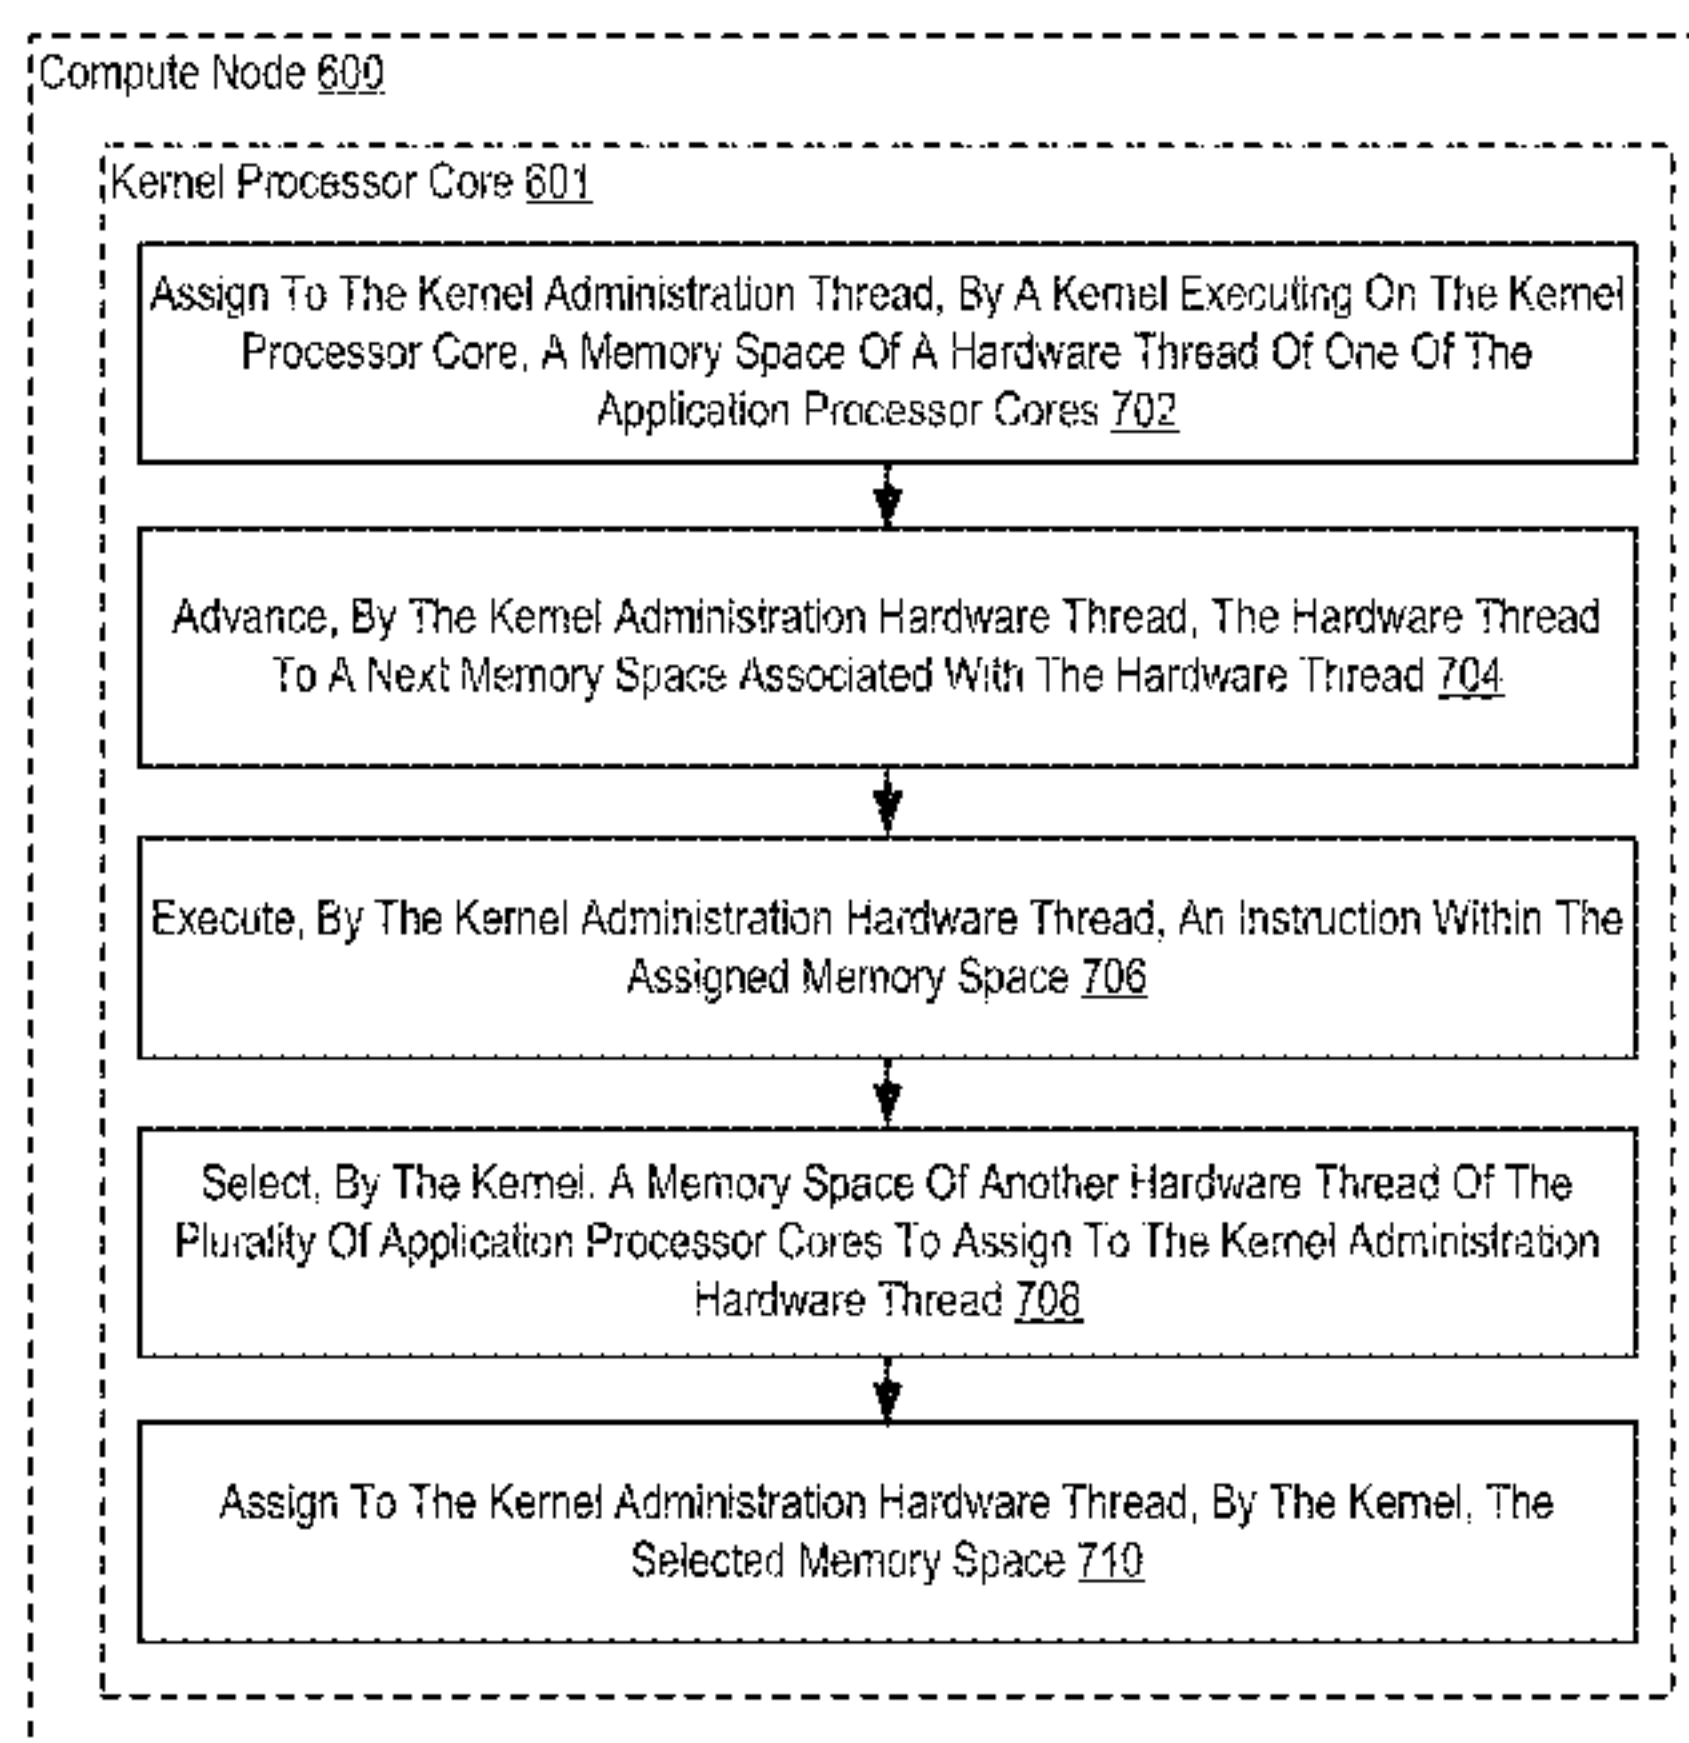 Compute Node 600
Kernel Processor Core 601
Assign To The Kernel Administration Thread, By A Kernel Executing On The Kernel
Processor Core, A Memory Space Of A Hardware Thread Of One Of The
Application Processor Cores 702
Advance, By The Kernel Administration Hardware Thread, The Hardware Thread
To A Next Memory Space Associated With The Hardware Thread 704
Execute, By The Kernel Administration Hardware Thread, An Instruction Within The
Assigned Memory Space 706
Select, By The Kernel, A Memory Space Of Another Hardware Thread Of The
Plurality Of Application Processor Cores To Assign To The Kernel Administration
Hardware Thread 708
Assign To The Kernel Administration Hardware Thread, By The Kernel, The
Selected Memory Space 710